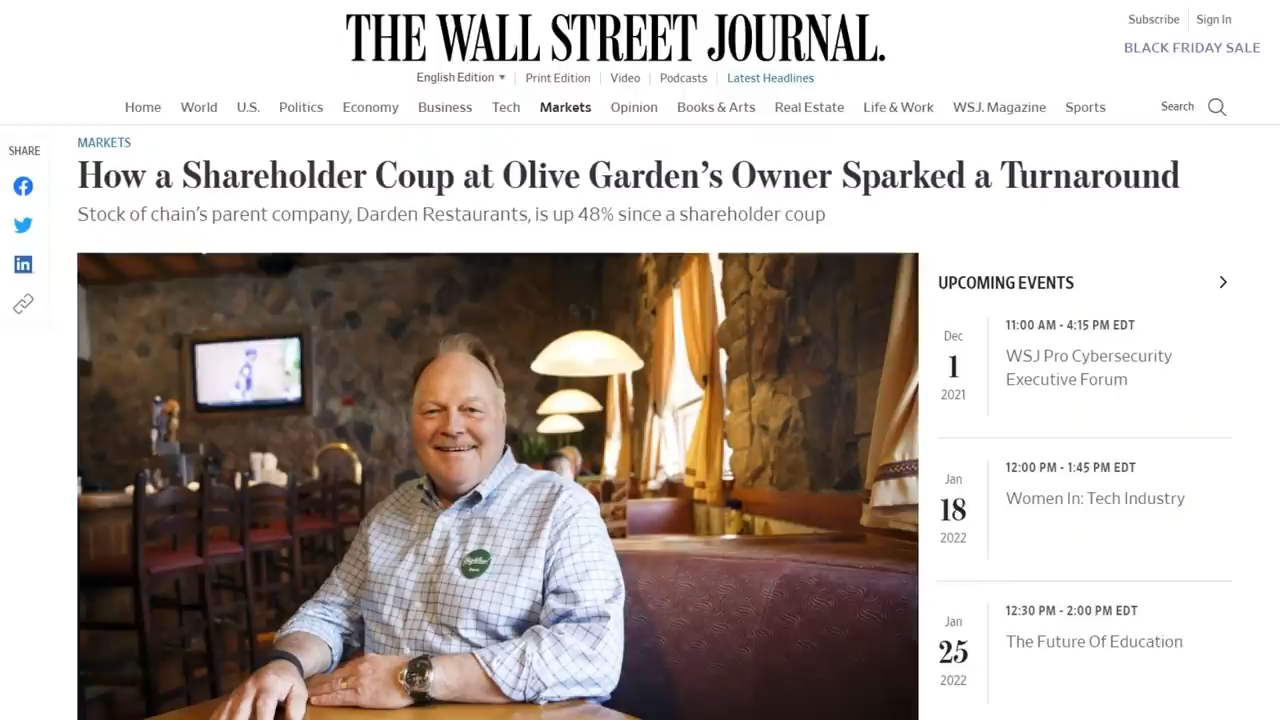 THE WALL STREET JOURNAL.
Subscribe Sign In
BLACK FRIDAY SALE
English Edition Print Edition Video Podcasts Latest Headlines
Home World U.S. Politics Economy Business Tech Markets Opinion Books & Arts Real Estate Life & Work WSJ. Magazine Sports Search
SHARE
MARKETS
How a Shareholder Coup at Olive Garden's Owner Sparked a Turnaround
Stock of chain's parent company, Darden Restaurants, is up 48% since a shareholder coup
UPCOMING EVENTS
Dec
1
2021
11:00 AM - 4:15 PM EDT
WSJ Pro Cybersecurity
Executive Forum
Jan
18
2022
12:00 PM - 1:45 PM EDT
Women In: Tech Industry
Jan
25
2022
12:30 PM - 2:00 PM EDT
The Future Of Education